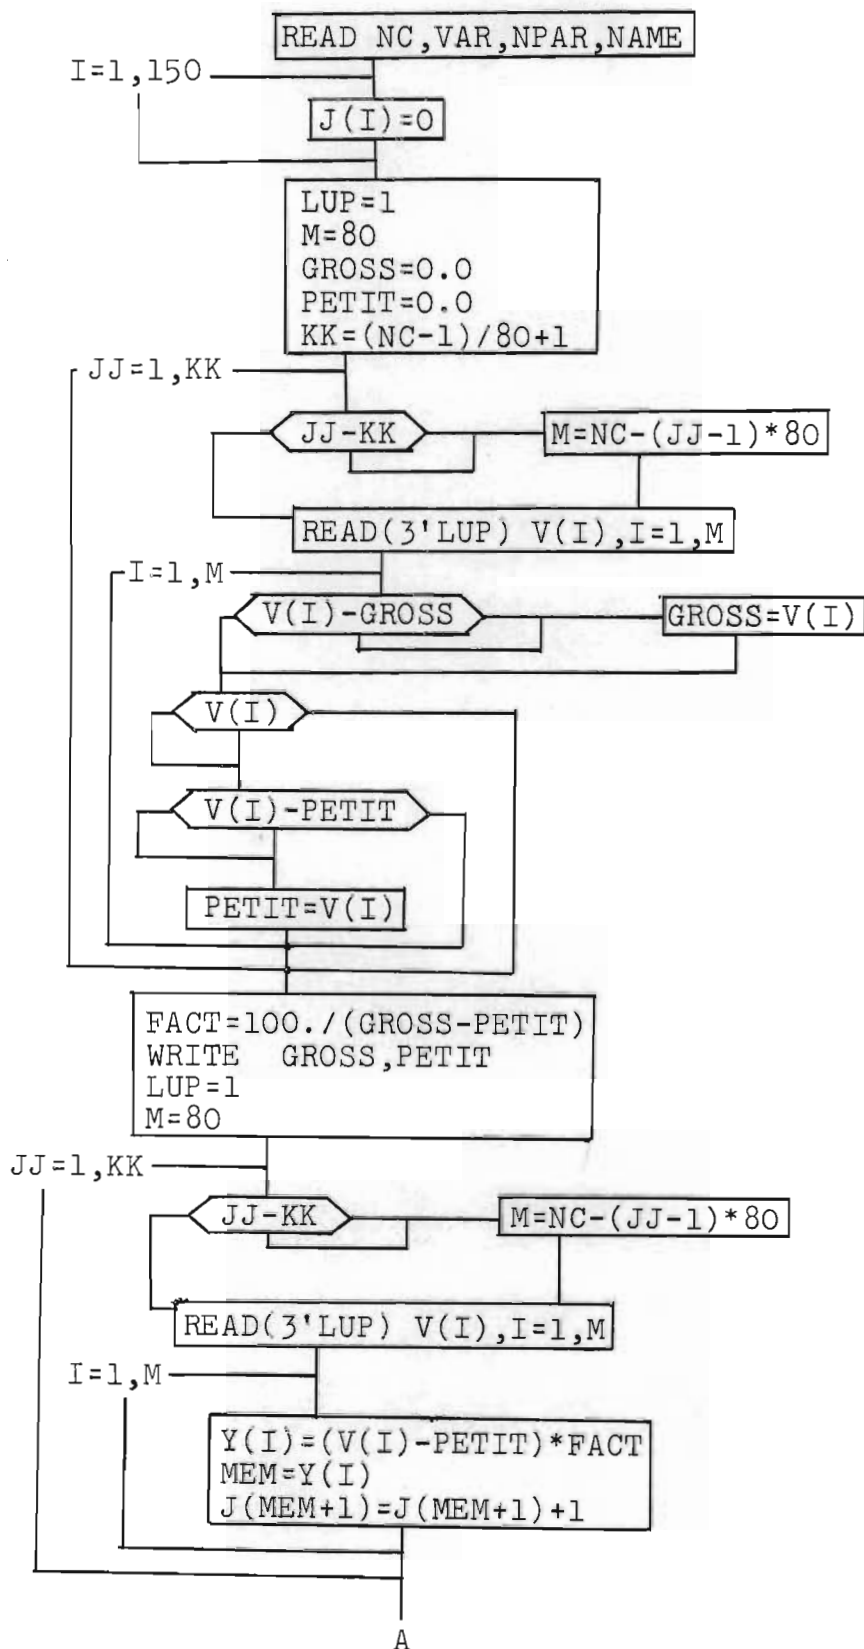 READ NC,VAR,NPAR,NAME
I=1,150
J(I)=0
LUP=1
M=80
GROSS=0.0
PETIT=0.0
KK=(NC-1)/80+1
JJ=1,KK
JJ-KK
M=NC-(JJ-1)*80
READ(3'LUP) V(I),I=1,M
I=1,M
V(I)-GROSS
GROSS=V(I)
V(I)
V(I)-PETIT
PETIT=V(I)
FACT=100./(GROSS-PETIT)
WRITE GROSS,PETIT
LUP=1
M=80
JJ=1,KK
JJ-KK
M=NC-(JJ-1)*80
READ(3'LUP) V(I),I=1,M
I=1,M
Y(I)=(V(I)-PETIT)*FACT
MEM=Y(I)
J(MEM+1)=J(MEM+1)+1
A